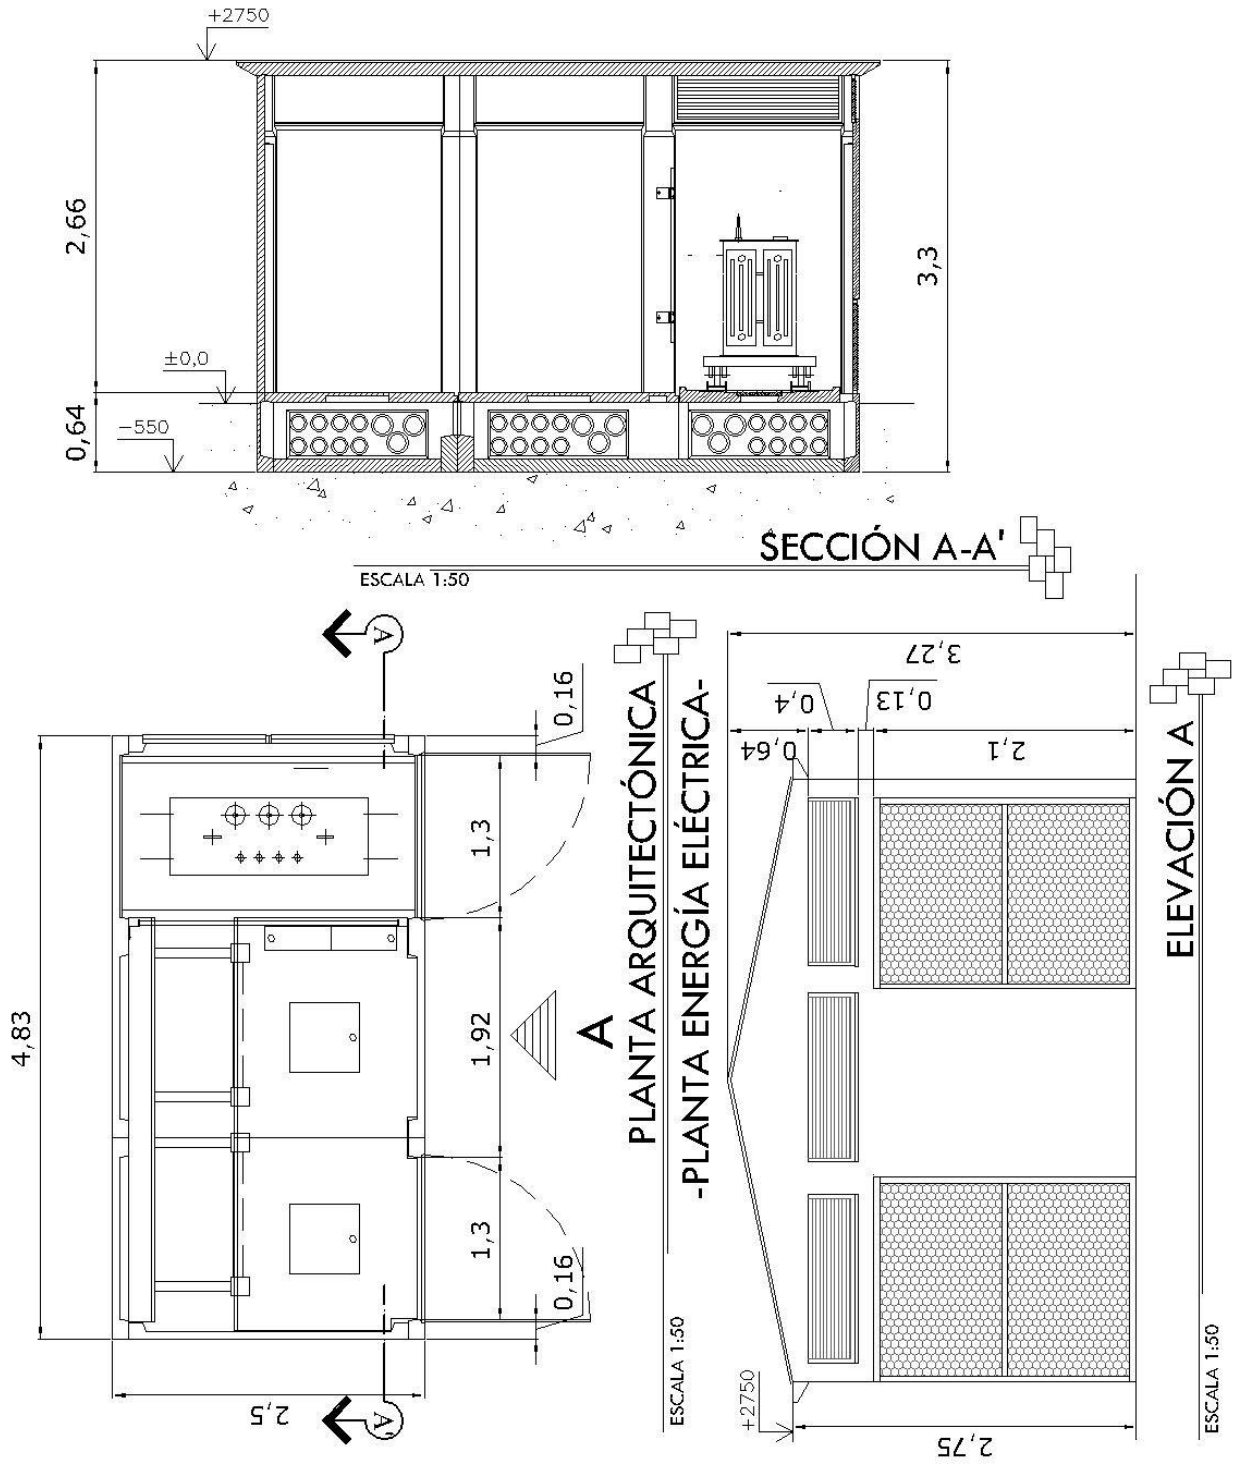 +2750
2,66
3,3
±0,0
0,64
-550
SECCIÓN A-A'
ESCALA 1:50
A
3,27
0,16
0,4
0,13
0,64
2,1
PLANTA ARQUITECTÓNICA
-PLANTA ENERGÍA ELÉCTRICA-
ESCALA 1:50
ELEVACIÓN A
ESCALA 1:50
1,3
4,83
1,92
A
1,3
0,16
2,5
A'
+2750
2,75